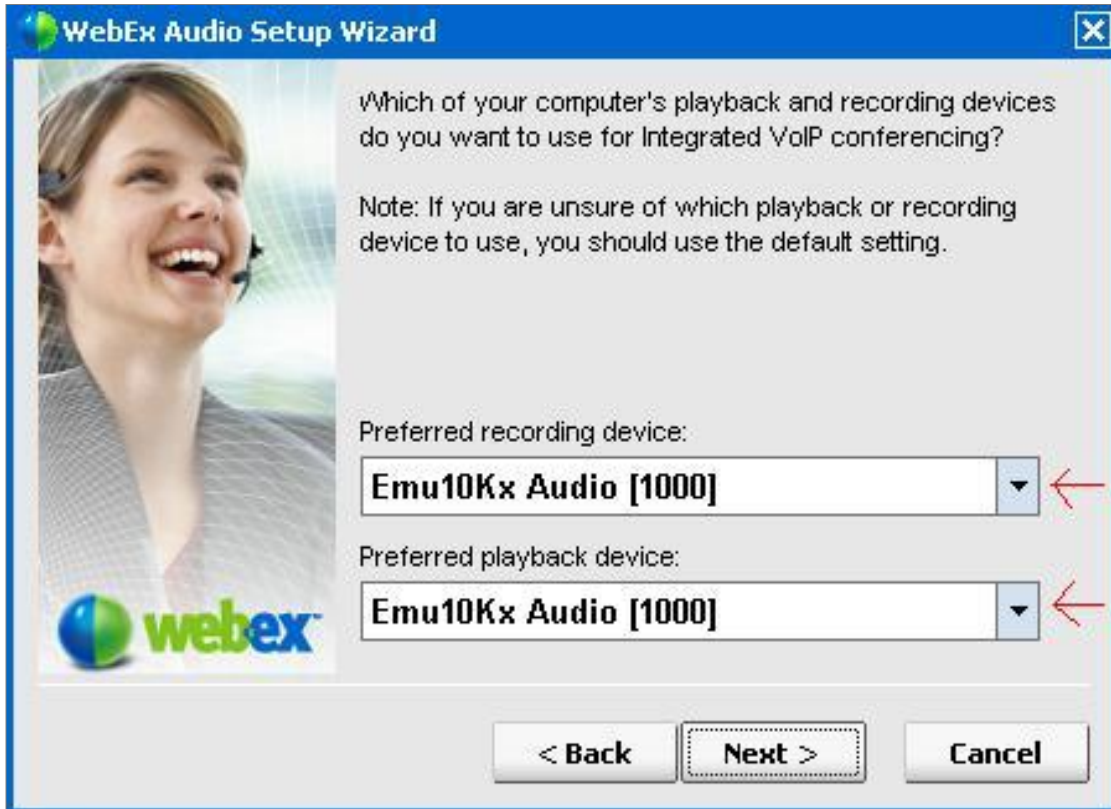 WebEx Audio Setup Wizard
Which of your computer's playback and recording devices
do you want to use for Integrated VoIP conferencing?
Note: If you are unsure of which playback or recording
device to use, you should use the default setting.
Preferred recording device:
Emu10Kx Audio [1000]
Preferred playback device:
Emu10Kx Audio [1000]
webex
< Back Next > Cancel